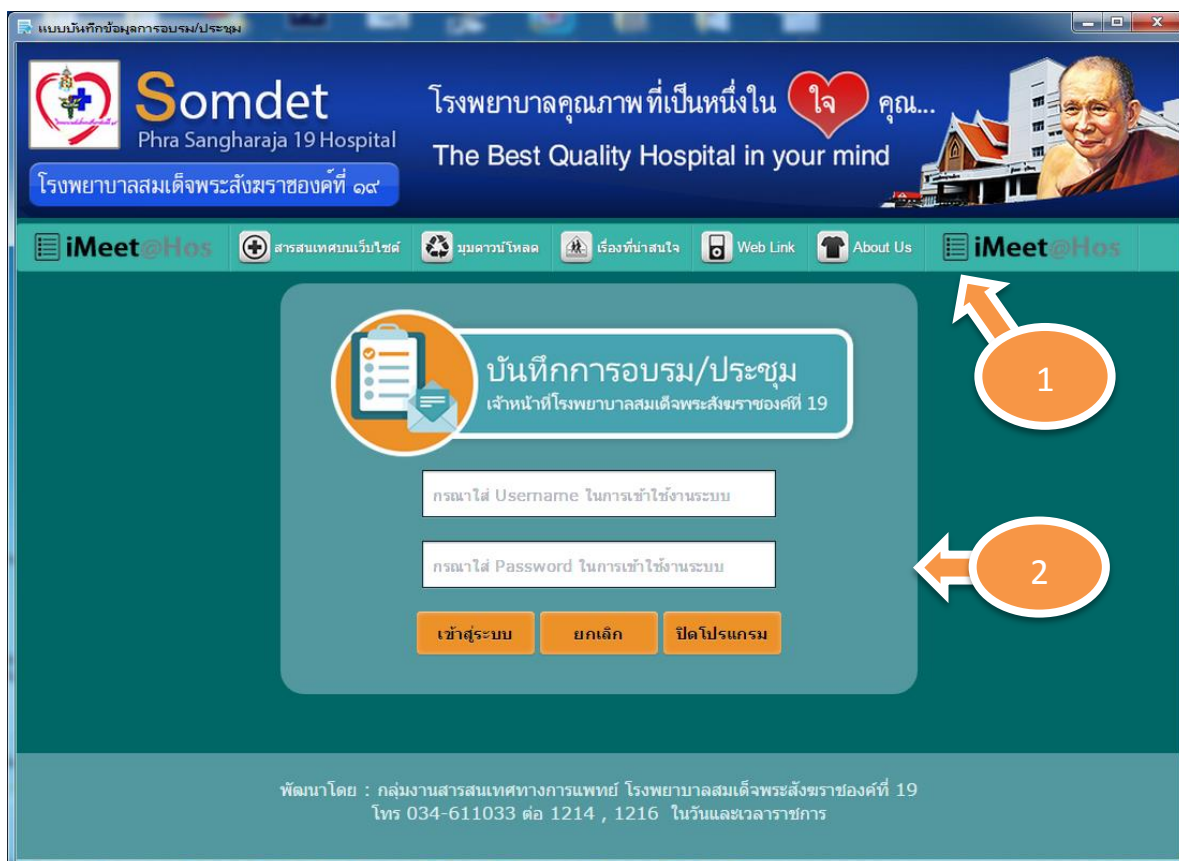 แบบบันทึกข้อมูลการอบรม/ประชุม
Somdet
Phra Sangharaja 19 Hospital
โรงพยาบาลสมเด็จพระสังฆราชองค์ที่ ๑๙
โรงพยาบาลคุณภาพที่เป็นหนึ่งใน ใจ คุณ...
The Best Quality Hospital in your mind
iMeet@Hos สารสนเทศบนเว็บไซต์ มุมดาวน์โหลด เรื่องที่น่าสนใจ Web Link About Us iMeet@Hos
1
บันทึกการอบรม/ประชุม
เจ้าหน้าที่โรงพยาบาลสมเด็จพระสังฆราชองค์ที่ 19
กรุณาใส่ Username ในการเข้าใช้งานระบบ
กรุณาใส่ Password ในการเข้าใช้งานระบบ
2
เข้าสู่ระบบ ยกเลิก ปิดโปรแกรม
พัฒนาโดย : กลุ่มงานสารสนเทศทางการแพทย์ โรงพยาบาลสมเด็จพระสังฆราชองค์ที่ 19
โทร 034-611033 ต่อ 1214 , 1216 ในวันและเวลาราชการ